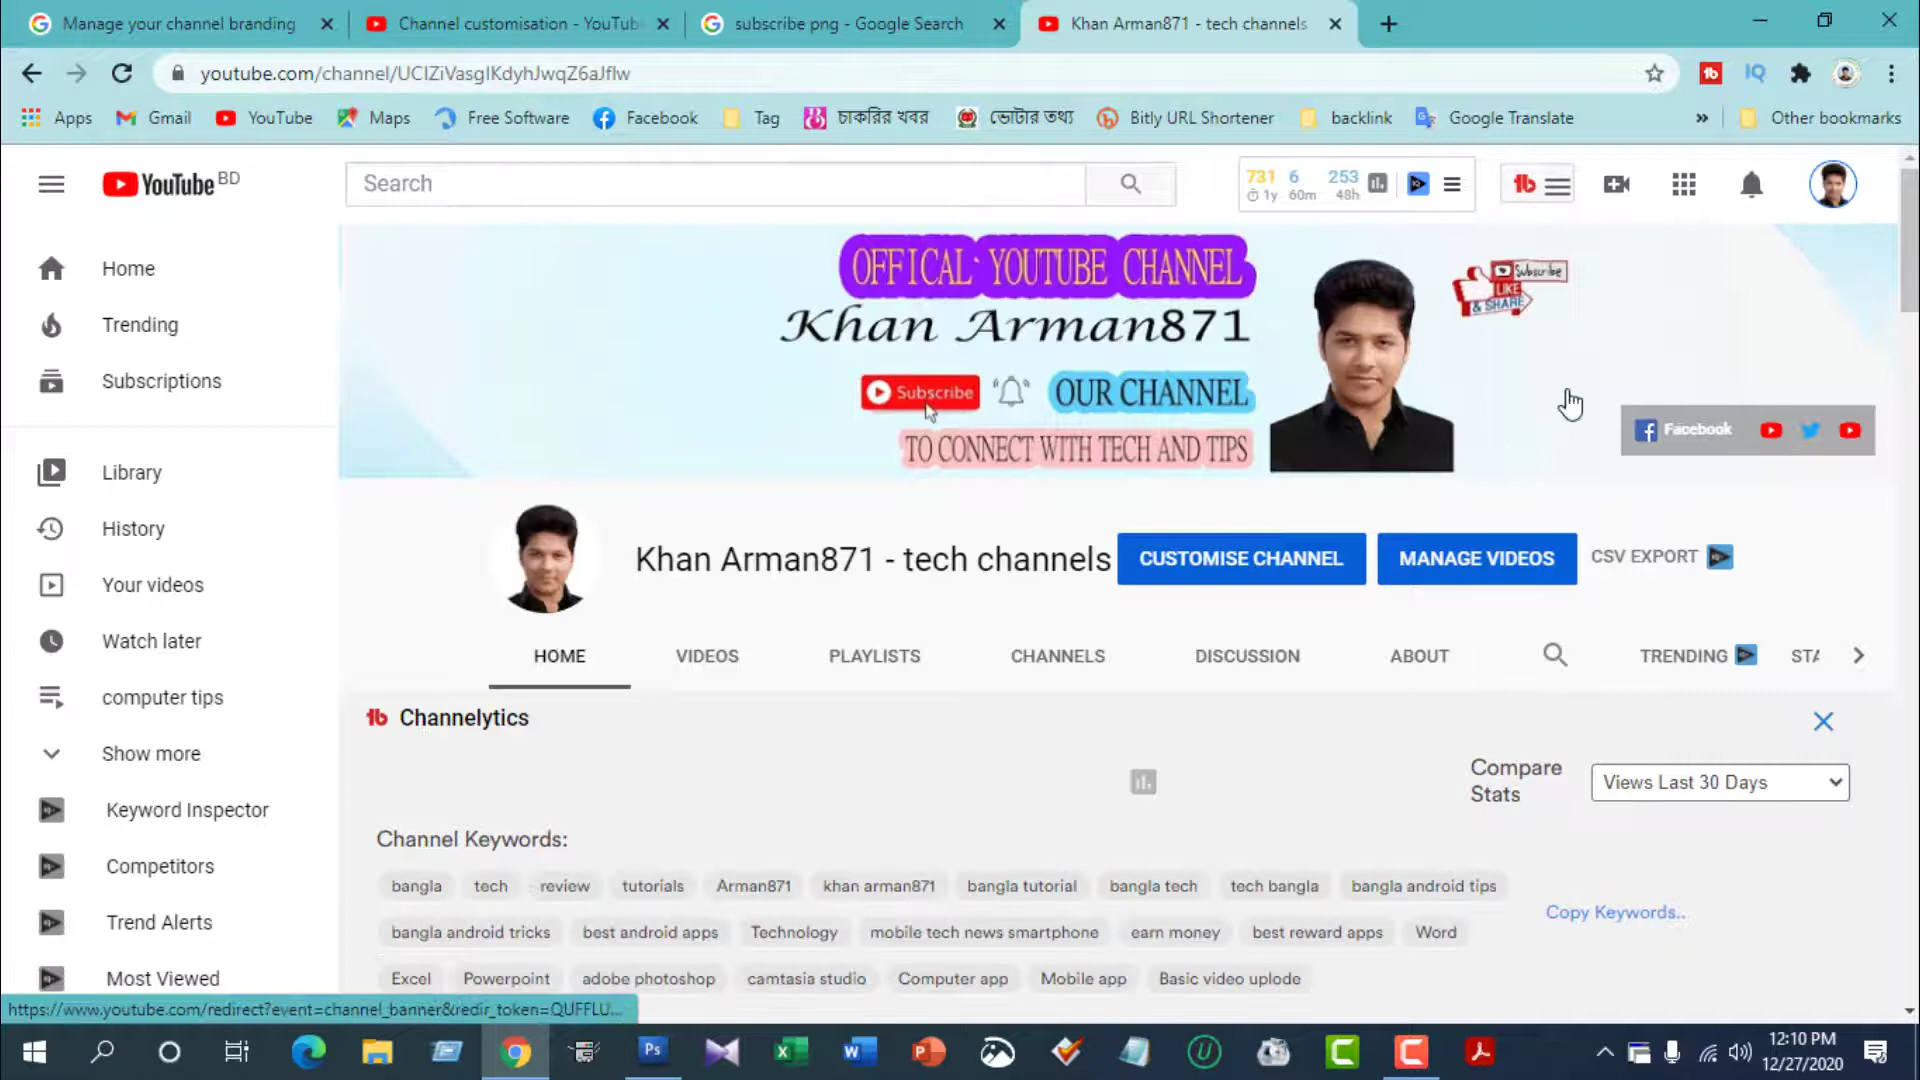 Manage your channel branding
Channel customisation - YouTub
subscribe png - Google Search
Khan Arman871 - tech channels
youtube.com/channel/UCIZiVasgIKdyhJwqZ6aJfIw
Apps
Gmail
YouTube
Maps
Free Software
Facebook
Tag
চাকরির খবর
ভোটার তথ্য
Bitly URL Shortener
backlink
Google Translate
»
Other bookmarks
YouTube BD
Search
731 6 253
1y 60m 48h
Home
Trending
Subscriptions
Library
History
Your videos
Watch later
computer tips
Show more
Keyword Inspector
Competitors
Trend Alerts
Most Viewed
OFFICAL` YOUTUBE CHANNEL
Khan Arman871
Subscribe
OUR CHANNEL
TO CONNECT WITH TECH AND TIPS
Subscribe
LIKE
& SHARE
Facebook
Khan Arman871 - tech channels
CUSTOMISE CHANNEL
MANAGE VIDEOS
CSV EXPORT
HOME
VIDEOS
PLAYLISTS
CHANNELS
DISCUSSION
ABOUT
TRENDING
STA
Channelytics
Compare
Stats
Views Last 30 Days
Channel Keywords:
bangla tech review tutorials Arman871 khan arman871 bangla tutorial bangla tech tech bangla bangla android tips
bangla android tricks best android apps Technology mobile tech news smartphone earn money best reward apps Word
Excel Powerpoint adobe photoshop camtasia studio Computer app Mobile app Basic video uplode
Copy Keywords..
https://www.youtube.com/redirect?event=channel_banner&redir_token=QUFFLU...
12:10 PM
12/27/2020